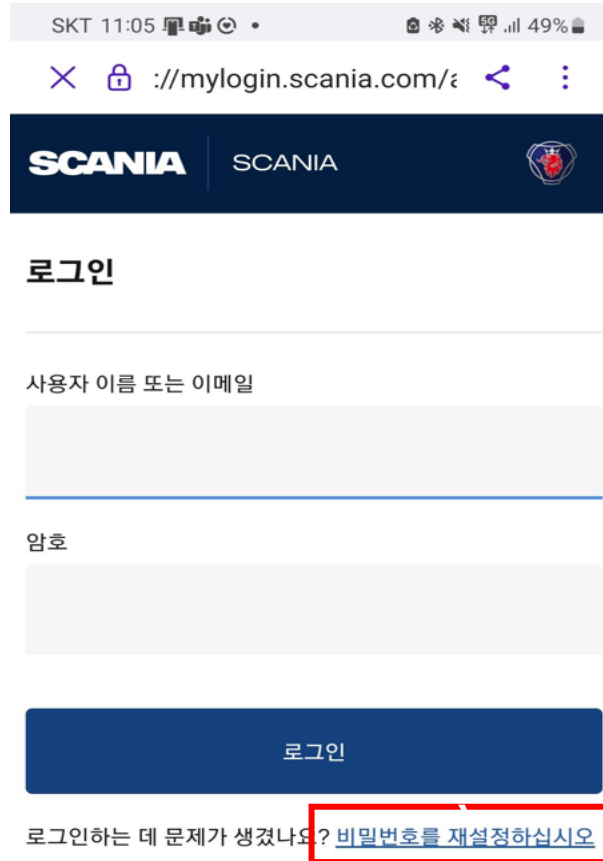 SKT 11:05 49%
://mylogin.scania.com/a
SCANIA SCANIA
로그인
사용자 이름 또는 이메일
암호
로그인
로그인하는 데 문제가 생겼나요? 비밀번호를 재설정하십시오